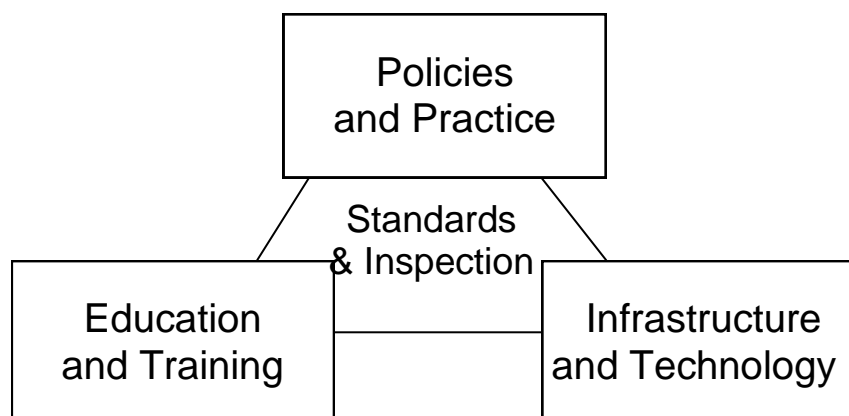 Policies
and Practice
Standards
& Inspection
Education
and Training
Infrastructure
and Technology